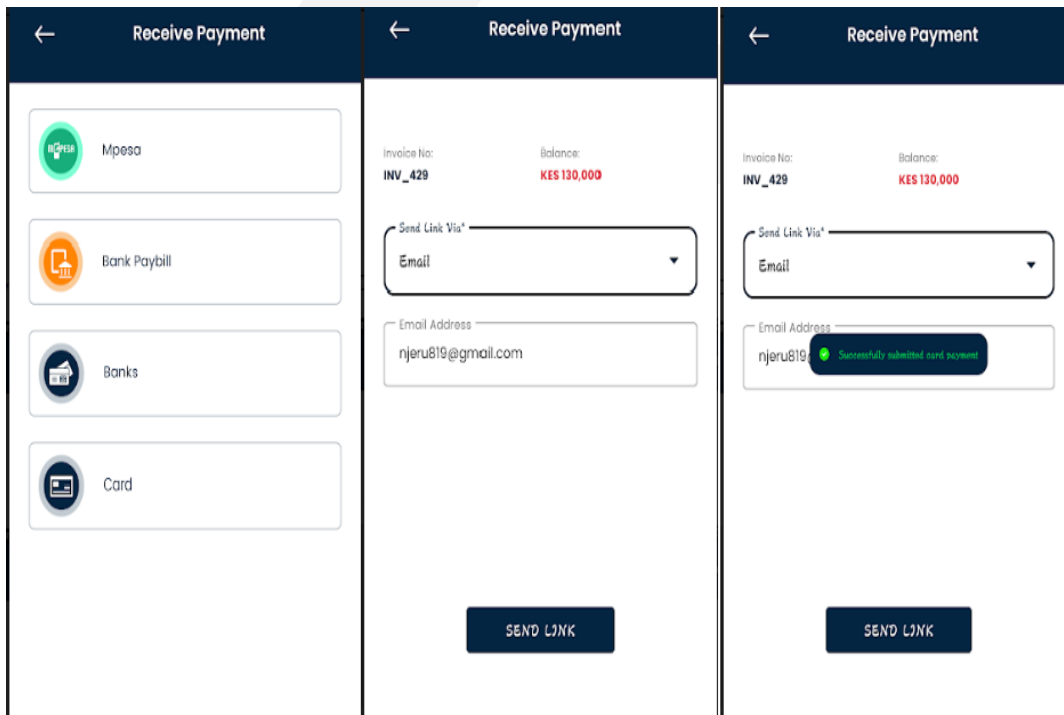 Receive Payment
MPESA
Mpesa
Bank Paybill
Banks
Card
Receive Payment
Invoice No:
Balance:
INV_429
KES 130,000
Send Link Via*
Email
Email Address
njeru819@gmail.com
SEND LINK
Receive Payment
Invoice No:
Balance:
INV_429
KES 130,000
Send Link Via*
Email
Email Address
njeru819
Successfully submitted card payment
SEND LINK